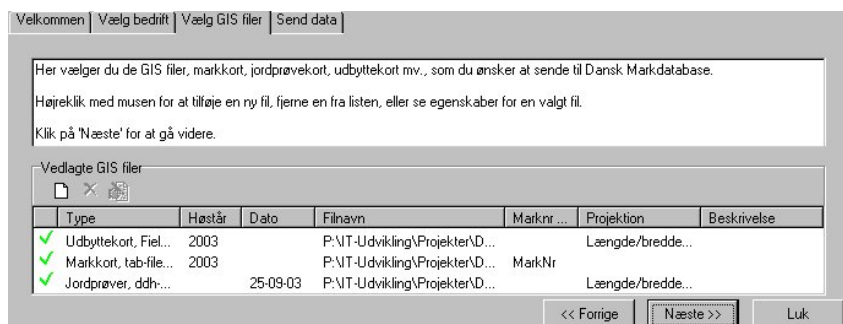 Velkommen Vælg bedrift Vælg GIS filer Send data
Her vælger du de GIS filer, markkort, jordprøvekort, udbyttekort mv., som du ønsker at sende til Dansk Markdatabase.
Højreklik med musen for at tilføje en ny fil, fjerne en fra listen, eller se egenskaber for en valgt fil.
Klik på 'Næste' for at gå videre.
Vedlagte GIS filer
Type Høstår Dato Filnavn Marknr ... Projektion Beskrivelse
Udbyttekort, Fiel... 2003 P:\IT-Udvikling\Projekter\D... Længde/bredde...
Markkort, tab-file... 2003 P:\IT-Udvikling\Projekter\D... MarkNr
Jordprøver, ddh-... 25-09-03 P:\IT-Udvikling\Projekter\D... Længde/bredde...
<< Forrige Næste >> Luk